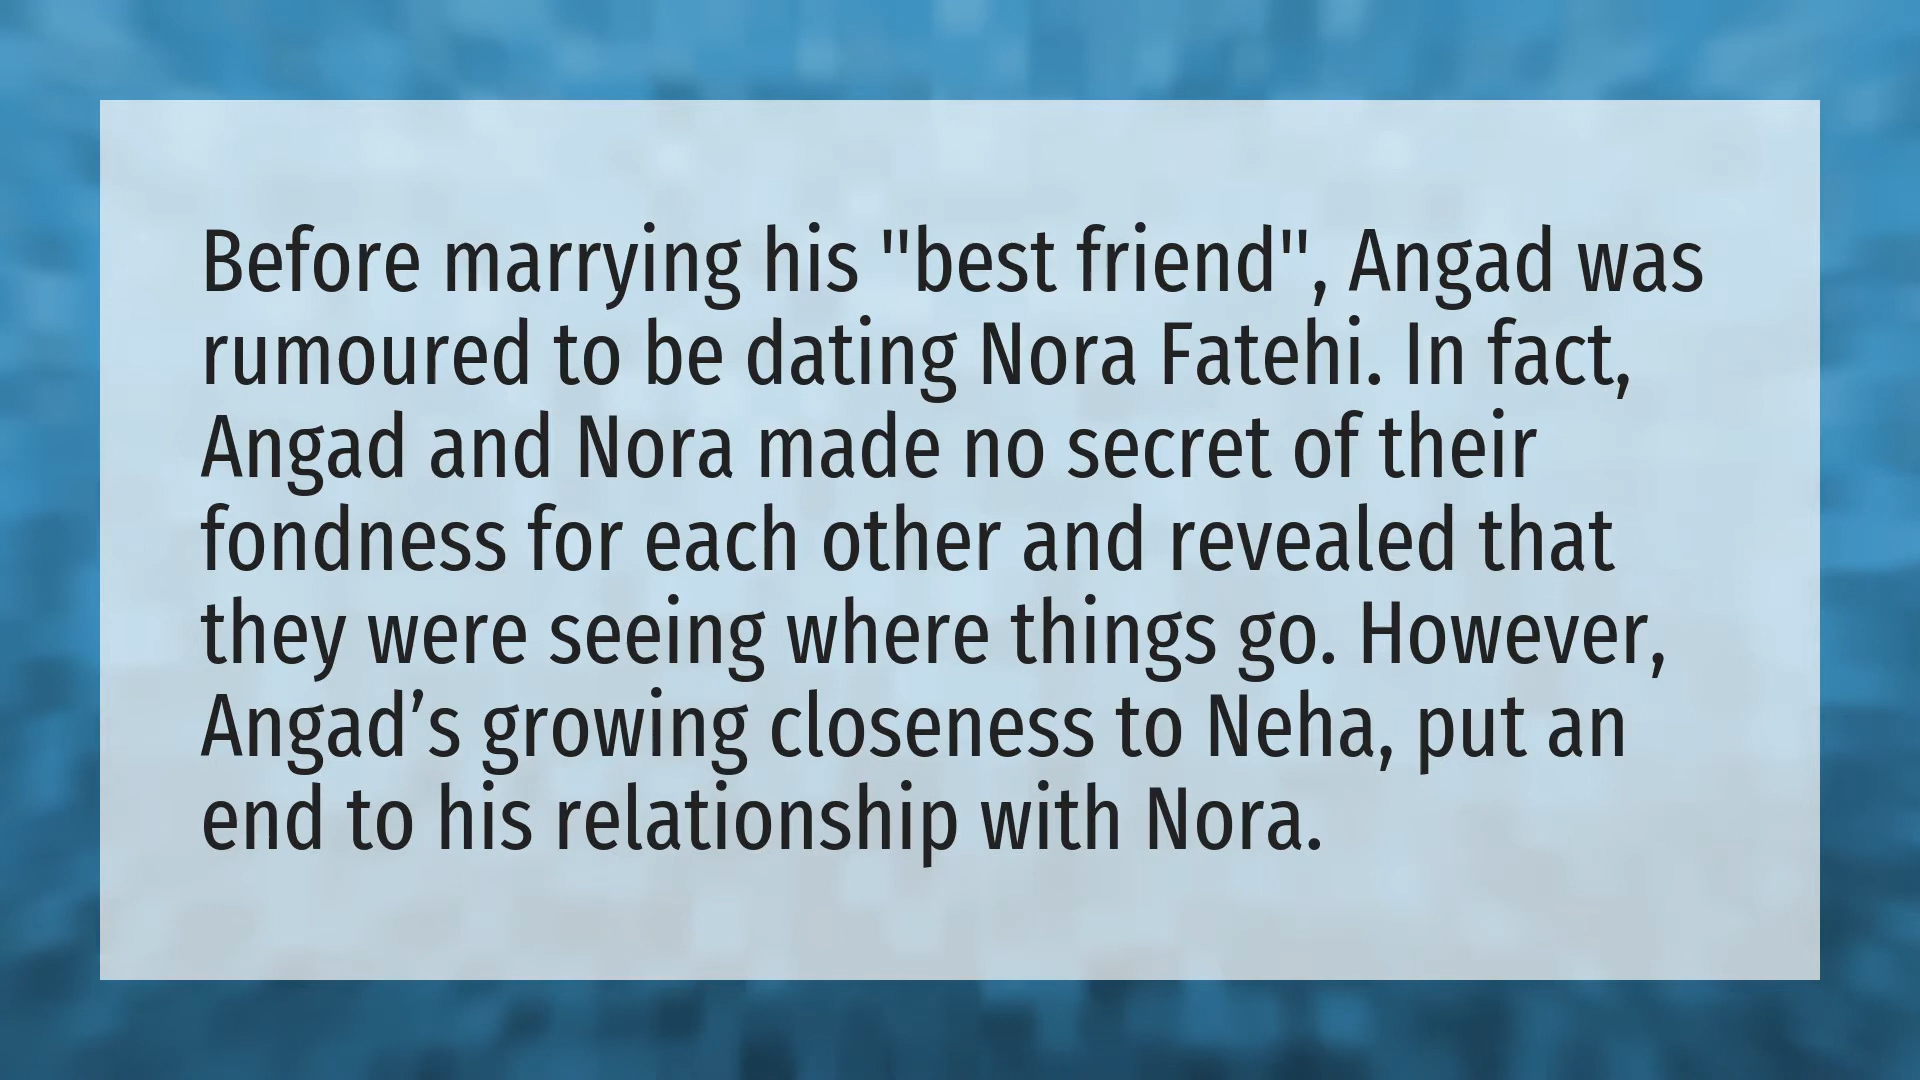 Before marrying his "best friend", Angad was
rumoured to be dating Nora Fatehi. In fact,
Angad and Nora made no secret of their
fondness for each other and revealed that
they were seeing where things go. However,
Angad’s growing closeness to Neha, put an
end to his relationship with Nora.